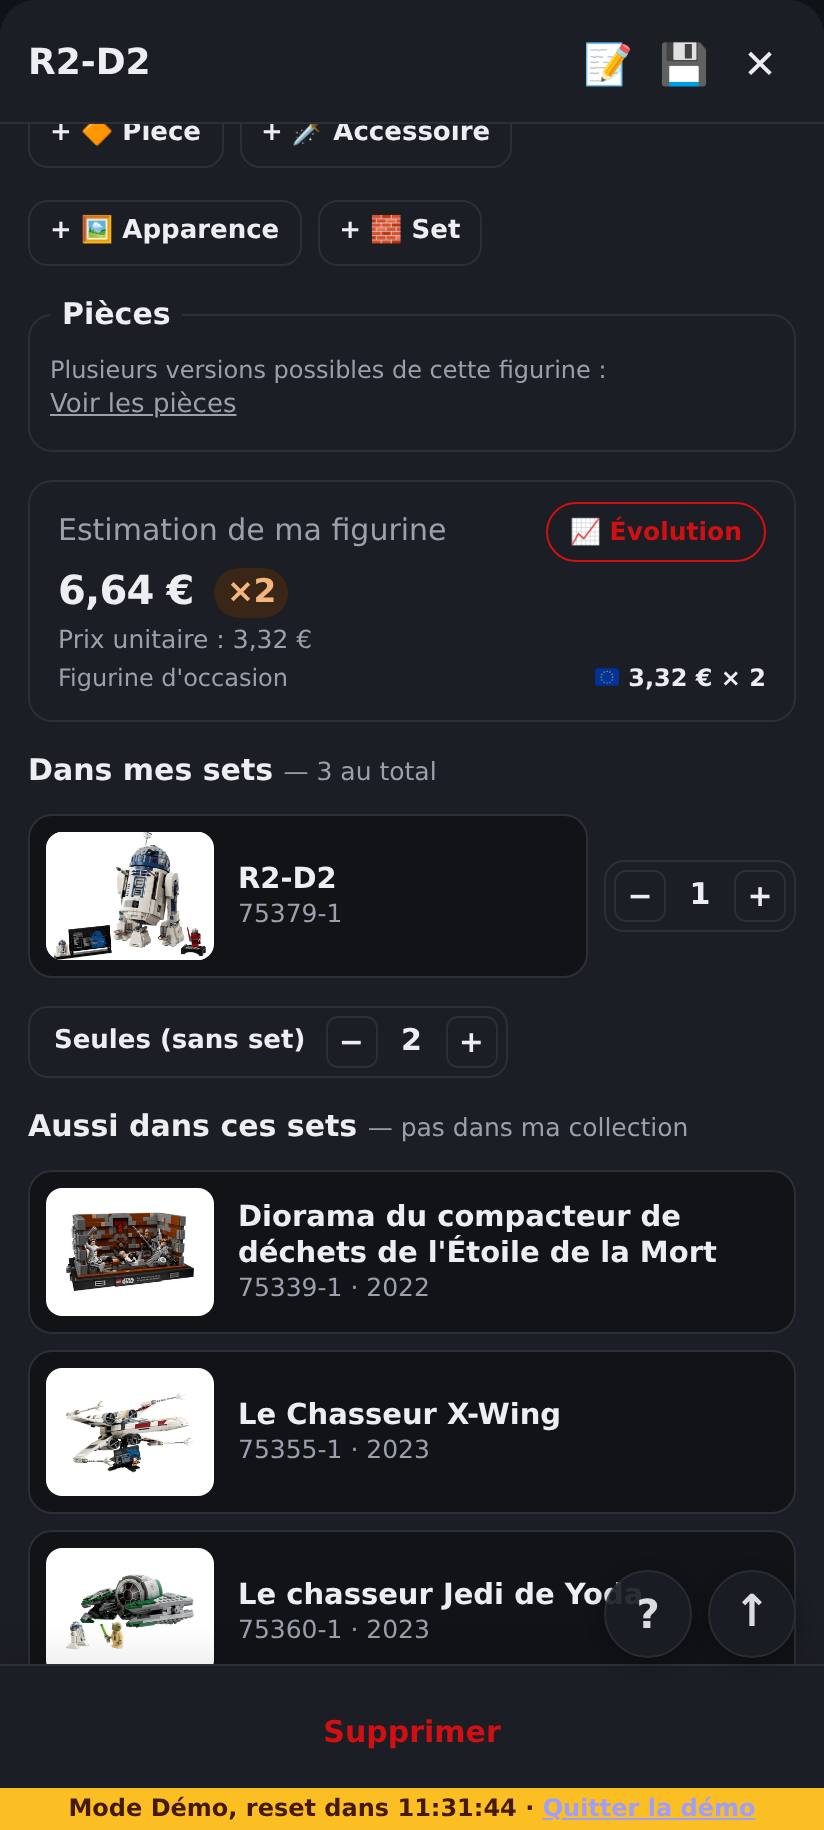 R2-D2
+ Pièce + Accessoire
+ Apparence + Set
Pièces
Plusieurs versions possibles de cette figurine :
Voir les pièces
Estimation de ma figurine
Évolution
6,64 € ×2
Prix unitaire : 3,32 €
Figurine d'occasion 3,32 € × 2
Dans mes sets — 3 au total
R2-D2
75379-1
− 1 +
Seules (sans set) − 2 +
Aussi dans ces sets — pas dans ma collection
Diorama du compacteur de
déchets de l'Étoile de la Mort
75339-1 · 2022
Le Chasseur X-Wing
75355-1 · 2023
Le chasseur Jedi de Yoda
75360-1 · 2023
? ↑
Supprimer
Mode Démo, reset dans 11:31:44 · Quitter la démo